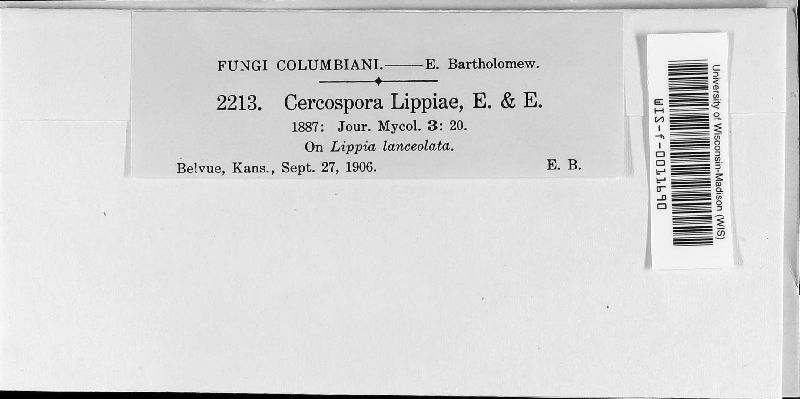 FUNGI COLUMBIANI.——E. Bartholomew.
2213. Cercospora Lippiae, E. & E.
1887: Jour. Mycol. 3: 20.
On Lippia lanceolata.
Belvue, Kans., Sept. 27, 1906. E. B.
University of Wisconsin-Madison (WIS)
WIS-f-0011690